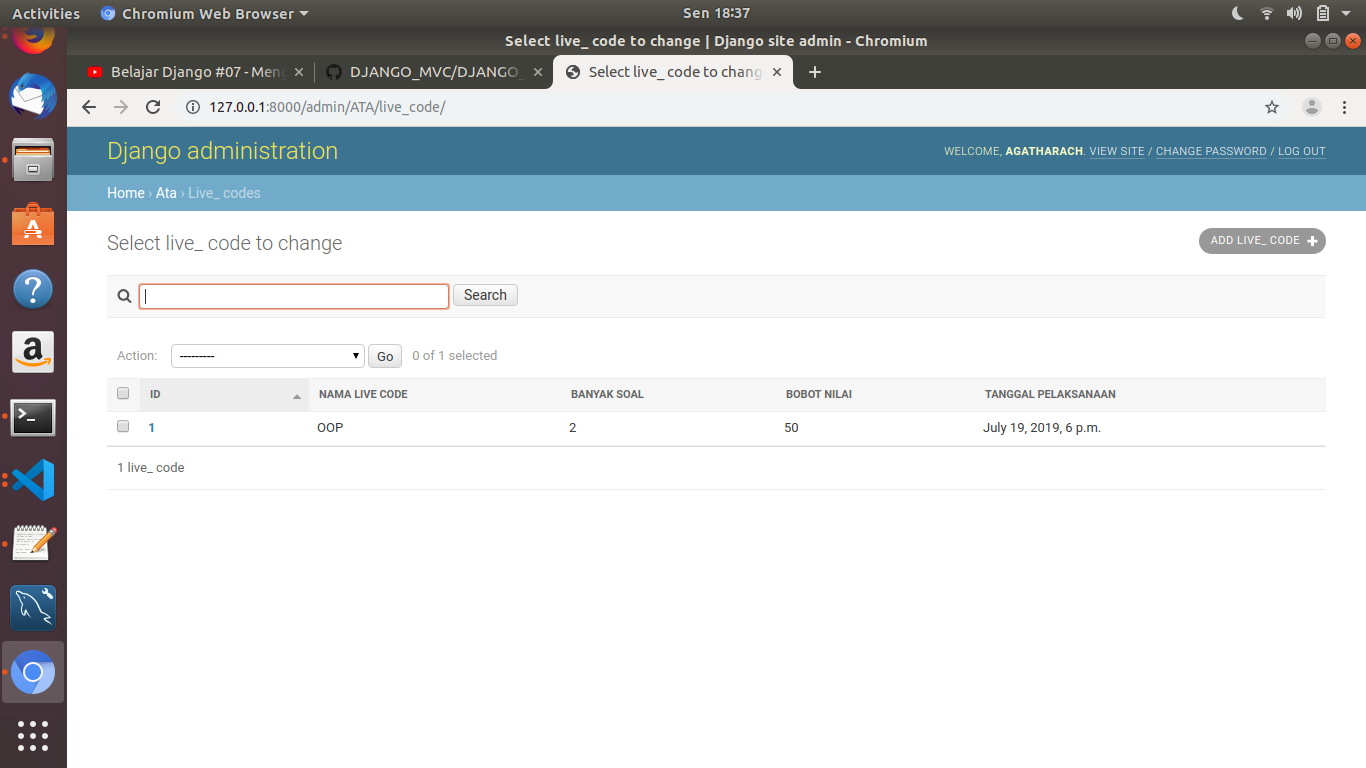 Activities Chromium Web Browser Sen 18:37
Select live_ code to change | Django site admin - Chromium
Belajar Django #07 - Meng DJANGO_MVC/DJANGO_ Select live_ code to chang
127.0.0.1:8000/admin/ATA/live_code/
Django administration WELCOME, AGATHARACH. VIEW SITE / CHANGE PASSWORD / LOG OUT
Home › Ata › Live_ codes
Select live_ code to change ADD LIVE_ CODE
Search
Action: --------- Go 0 of 1 selected
ID NAMA LIVE CODE BANYAK SOAL BOBOT NILAI TANGGAL PELAKSANAAN
1 OOP 2 50 July 19, 2019, 6 p.m.
1 live_ code